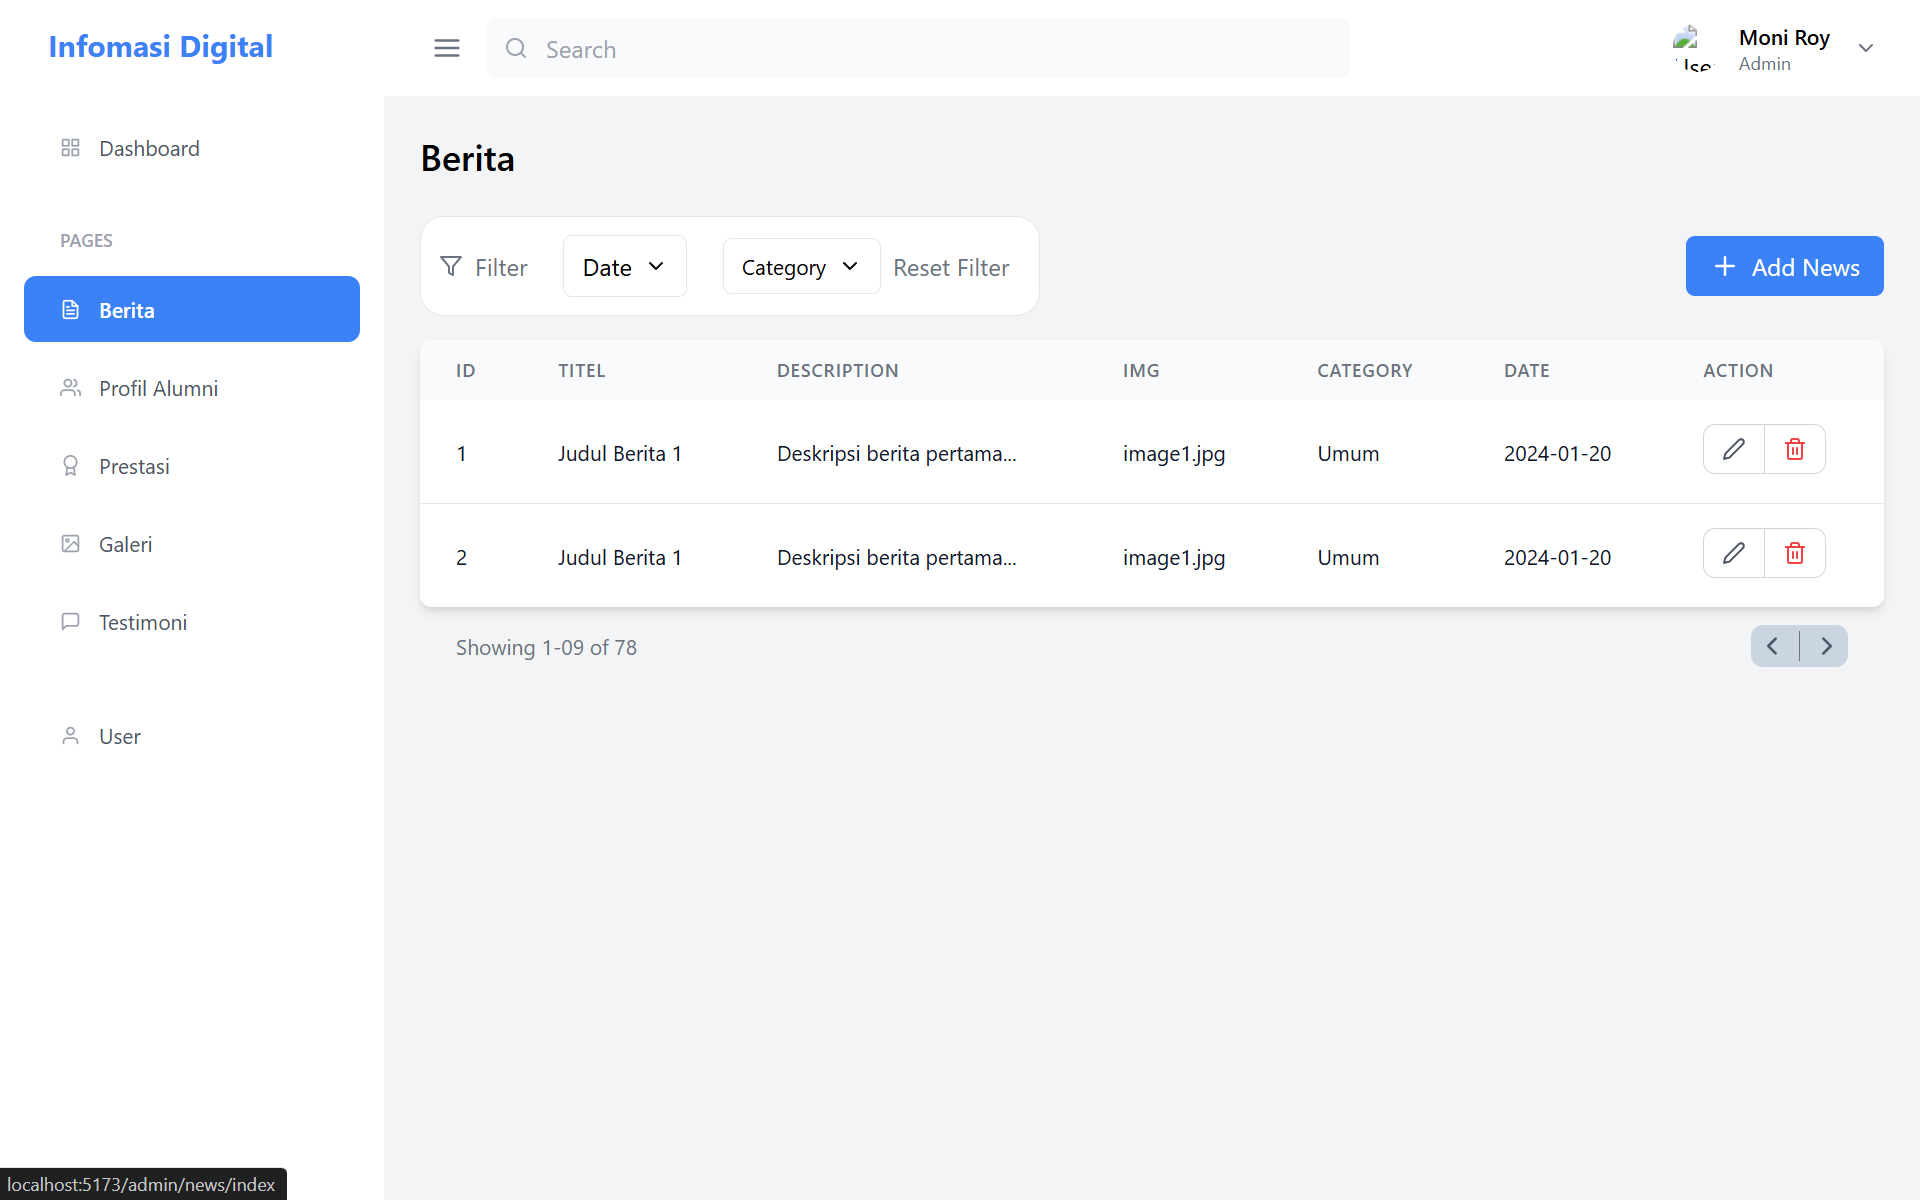 Infomasi Digital
Search
Moni Roy
Admin
Dashboard
PAGES
Berita
Profil Alumni
Prestasi
Galeri
Testimoni
User
Berita
Filter
Date
Category
Reset Filter
Add News
ID TITEL DESCRIPTION IMG CATEGORY DATE ACTION
1 Judul Berita 1 Deskripsi berita pertama... image1.jpg Umum 2024-01-20
2 Judul Berita 1 Deskripsi berita pertama... image1.jpg Umum 2024-01-20
Showing 1-09 of 78
localhost:5173/admin/news/index